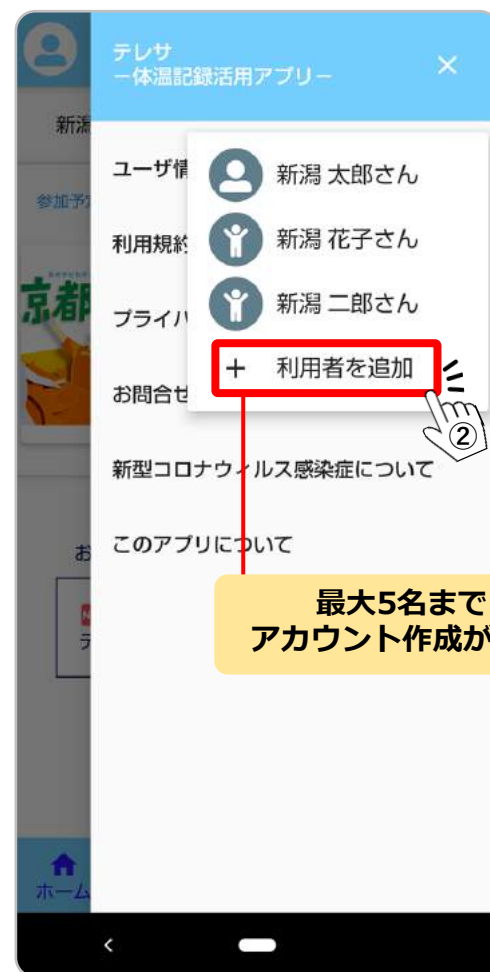 テレサ
－体温記録活用アプリ－
×
新潟
ユーザ情
新潟 太郎さん
参加予
利用規約
新潟 花子さん
京都
プライバ
新潟 二郎さん
＋ 利用者を追加
お問合せ
②
新型コロナウィルス感染症について
お
このアプリについて
最大5名まで
アカウント作成が
テ
ホーム